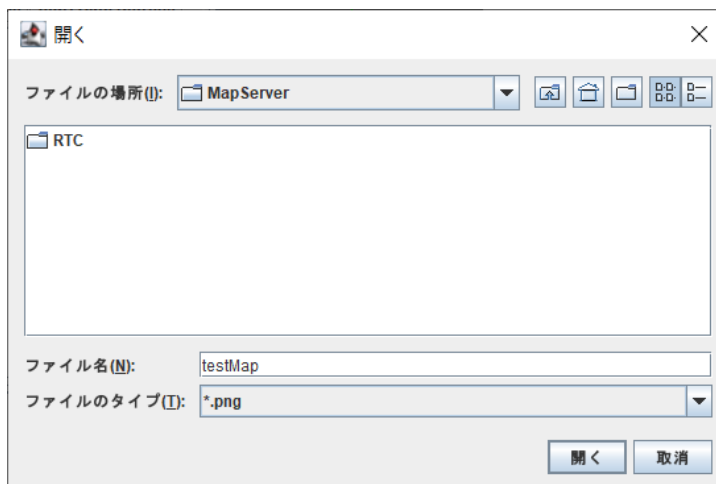 開く
ファイルの場所(I): MapServer
RTC
ファイル名(N): testMap
ファイルのタイプ(T): *.png
開く 取消